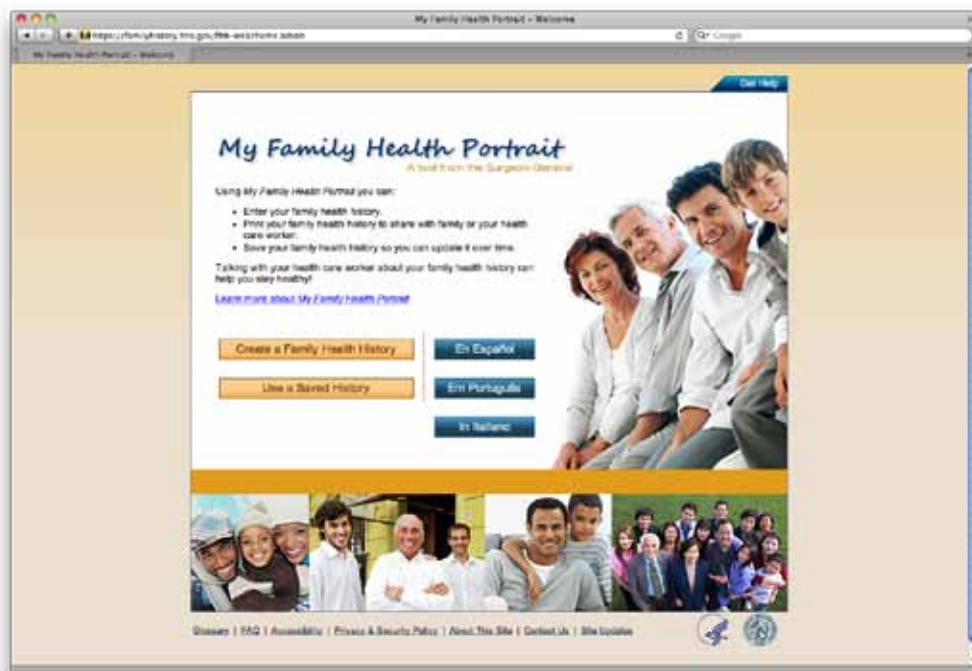 My Family Health Portrait – Welcome
Google
My Family Health Portrait – Welcome
Get Help
My Family Health Portrait
A tool from the Surgeon General
Using My Family Health Portrait you can:
• Enter your family health history.
• Print your family health history to share with family or your health
care worker.
• Save your family health history so you can update it over time.
Talking with your health care worker about your family health history can
help you stay healthy!
Learn more about My Family Health Portrait
Create a Family Health History
En Español
Use a Saved History
Em Português
In Italiano
Glossary | FAQ | Accessibility | Privacy & Security Policy | About This Site | Contact Us | Site Updates